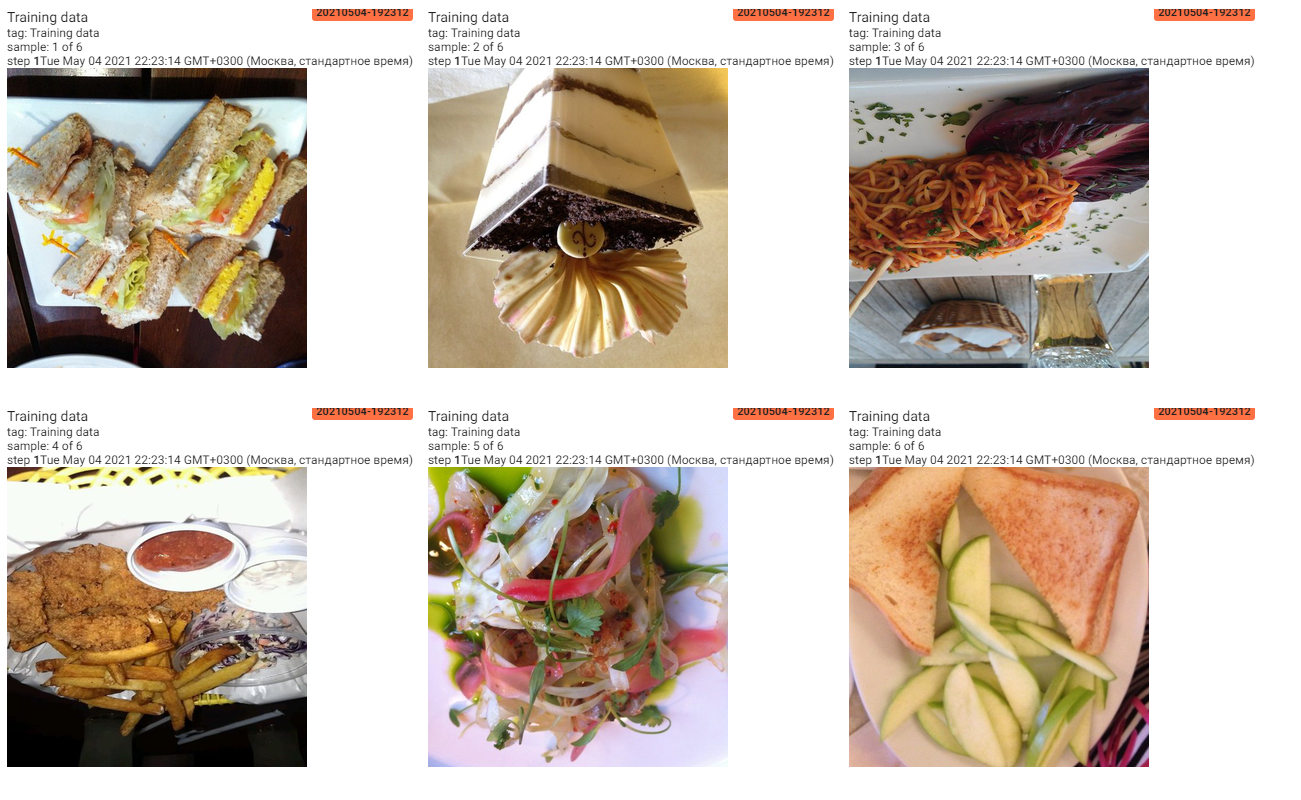 Training data
20210504-192312
tag: Training data
sample: 1 of 6
step 1Tue May 04 2021 22:23:14 GMT+0300 (Москва, стандартное время)
Training data
20210504-192312
tag: Training data
sample: 2 of 6
step 1Tue May 04 2021 22:23:14 GMT+0300 (Москва, стандартное время)
Training data
20210504-192312
tag: Training data
sample: 3 of 6
step 1Tue May 04 2021 22:23:14 GMT+0300 (Москва, стандартное время)
Training data
20210504-192312
tag: Training data
sample: 4 of 6
step 1Tue May 04 2021 22:23:14 GMT+0300 (Москва, стандартное время)
Training data
20210504-192312
tag: Training data
sample: 5 of 6
step 1Tue May 04 2021 22:23:14 GMT+0300 (Москва, стандартное время)
Training data
20210504-192312
tag: Training data
sample: 6 of 6
step 1Tue May 04 2021 22:23:14 GMT+0300 (Москва, стандартное время)